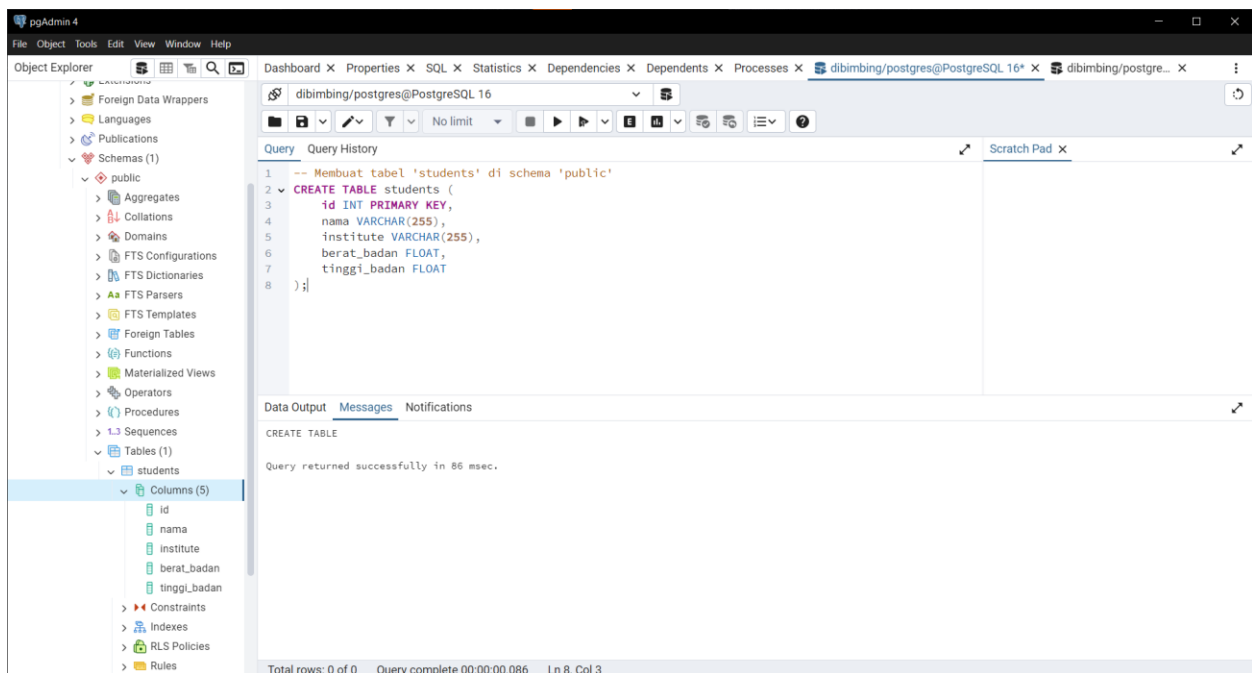 pgAdmin 4
File Object Tools Edit View Window Help
Object Explorer
Dashboard Properties SQL Statistics Dependencies Dependents Processes dibimbing/postgres@PostgreSQL 16* dibimbing/postgre...
Foreign Data Wrappers
Languages
Publications
Schemas (1)
public
Aggregates
Collations
Domains
FTS Configurations
FTS Dictionaries
Aa FTS Parsers
FTS Templates
Foreign Tables
Functions
Materialized Views
Operators
Procedures
1..3 Sequences
Tables (1)
students
Columns (5)
id
nama
institute
berat_badan
tinggi_badan
Constraints
Indexes
RLS Policies
Rules
dibimbing/postgres@PostgreSQL 16
No limit
Query Query History
Scratch Pad
1 -- Membuat tabel 'students' di schema 'public'
2 CREATE TABLE students (
3 id INT PRIMARY KEY,
4 nama VARCHAR(255),
5 institute VARCHAR(255),
6 berat_badan FLOAT,
7 tinggi_badan FLOAT
8 );
Data Output Messages Notifications
CREATE TABLE
Query returned successfully in 86 msec.
Total rows: 0 of 0 Query complete 00:00:00.086 Ln 8, Col 3